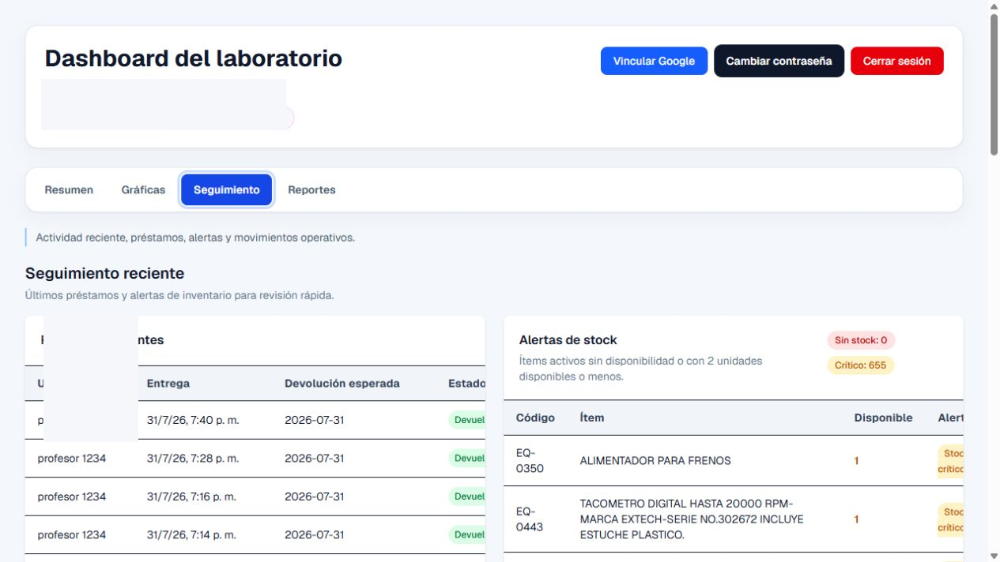 Dashboard del laboratorio
Vincular Google
Cambiar contraseña
Cerrar sesión
Resumen
Gráficas
Seguimiento
Reportes
Actividad reciente, préstamos, alertas y movimientos operativos.
Seguimiento reciente
Últimos préstamos y alertas de inventario para revisión rápida.
ntes
Entrega Devolución esperada Estado
31/7/26, 7:40 p. m. 2026-07-31 Devuel
profesor 1234 31/7/26, 7:28 p. m. 2026-07-31 Devuel
profesor 1234 31/7/26, 7:16 p. m. 2026-07-31 Devuel
profesor 1234 31/7/26, 7:14 p. m. 2026-07-31 Devuel
Alertas de stock
Ítems activos sin disponibilidad o con 2 unidades
disponibles o menos.
Sin stock: 0
Crítico: 655
Código Ítem Disponible Alert
EQ-
0350
ALIMENTADOR PARA FRENOS
1
Stoc
crítico
EQ-
0443
TACOMETRO DIGITAL HASTA 20000 RPM-
MARCA EXTECH-SERIE NO.302672 INCLUYE
ESTUCHE PLASTICO.
1
Stoc
crítico